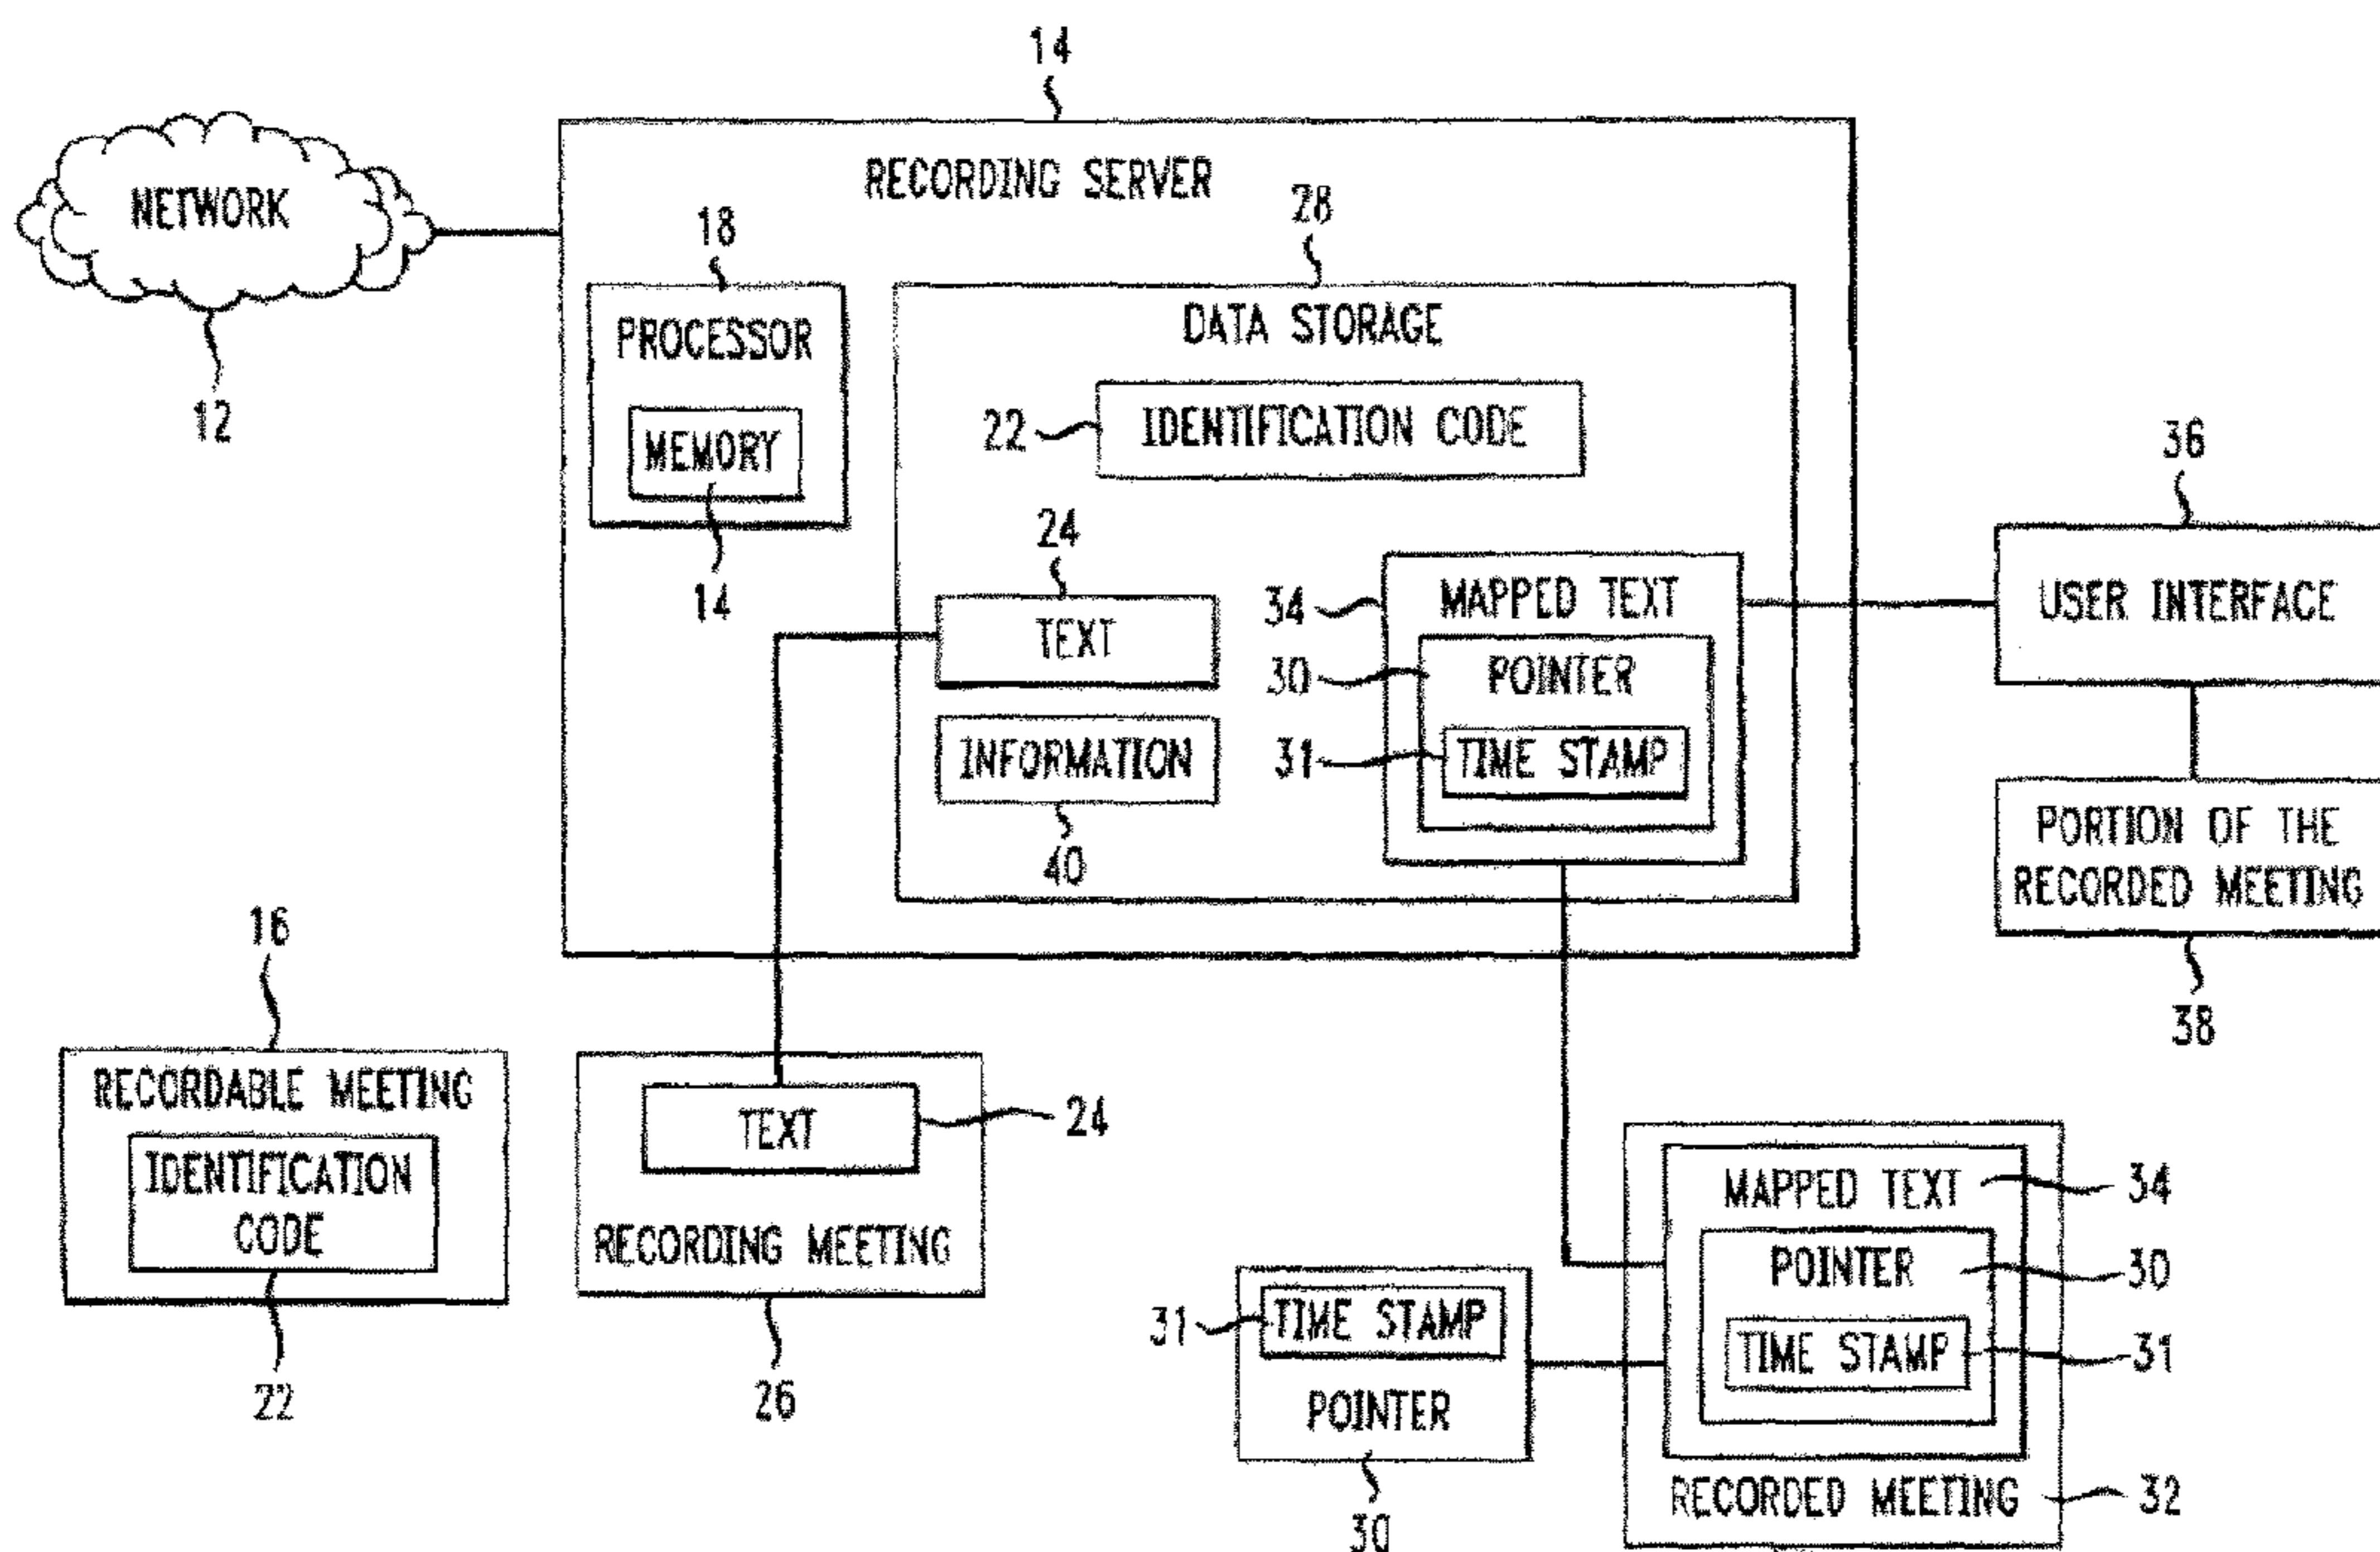 14
RECORDING SERVER
NETWORK
12
18
PROCESSOR
MEMORY
14
28
DATA STORAGE
22
IDENTIFICATION CODE
24
TEXT
INFORMATION
40
34
MAPPED TEXT
30
POINTER
31
TIME STAMP
36
USER INTERFACE
PORTION OF THE
RECORDED MEETING
38
16
RECORDABLE MEETING
IDENTIFICATION
CODE
22
TEXT
24
RECORDING MEETING
26
31
TIME STAMP
POINTER
30
MAPPED TEXT
34
POINTER
30
TIME STAMP
31
RECORDED MEETING
32